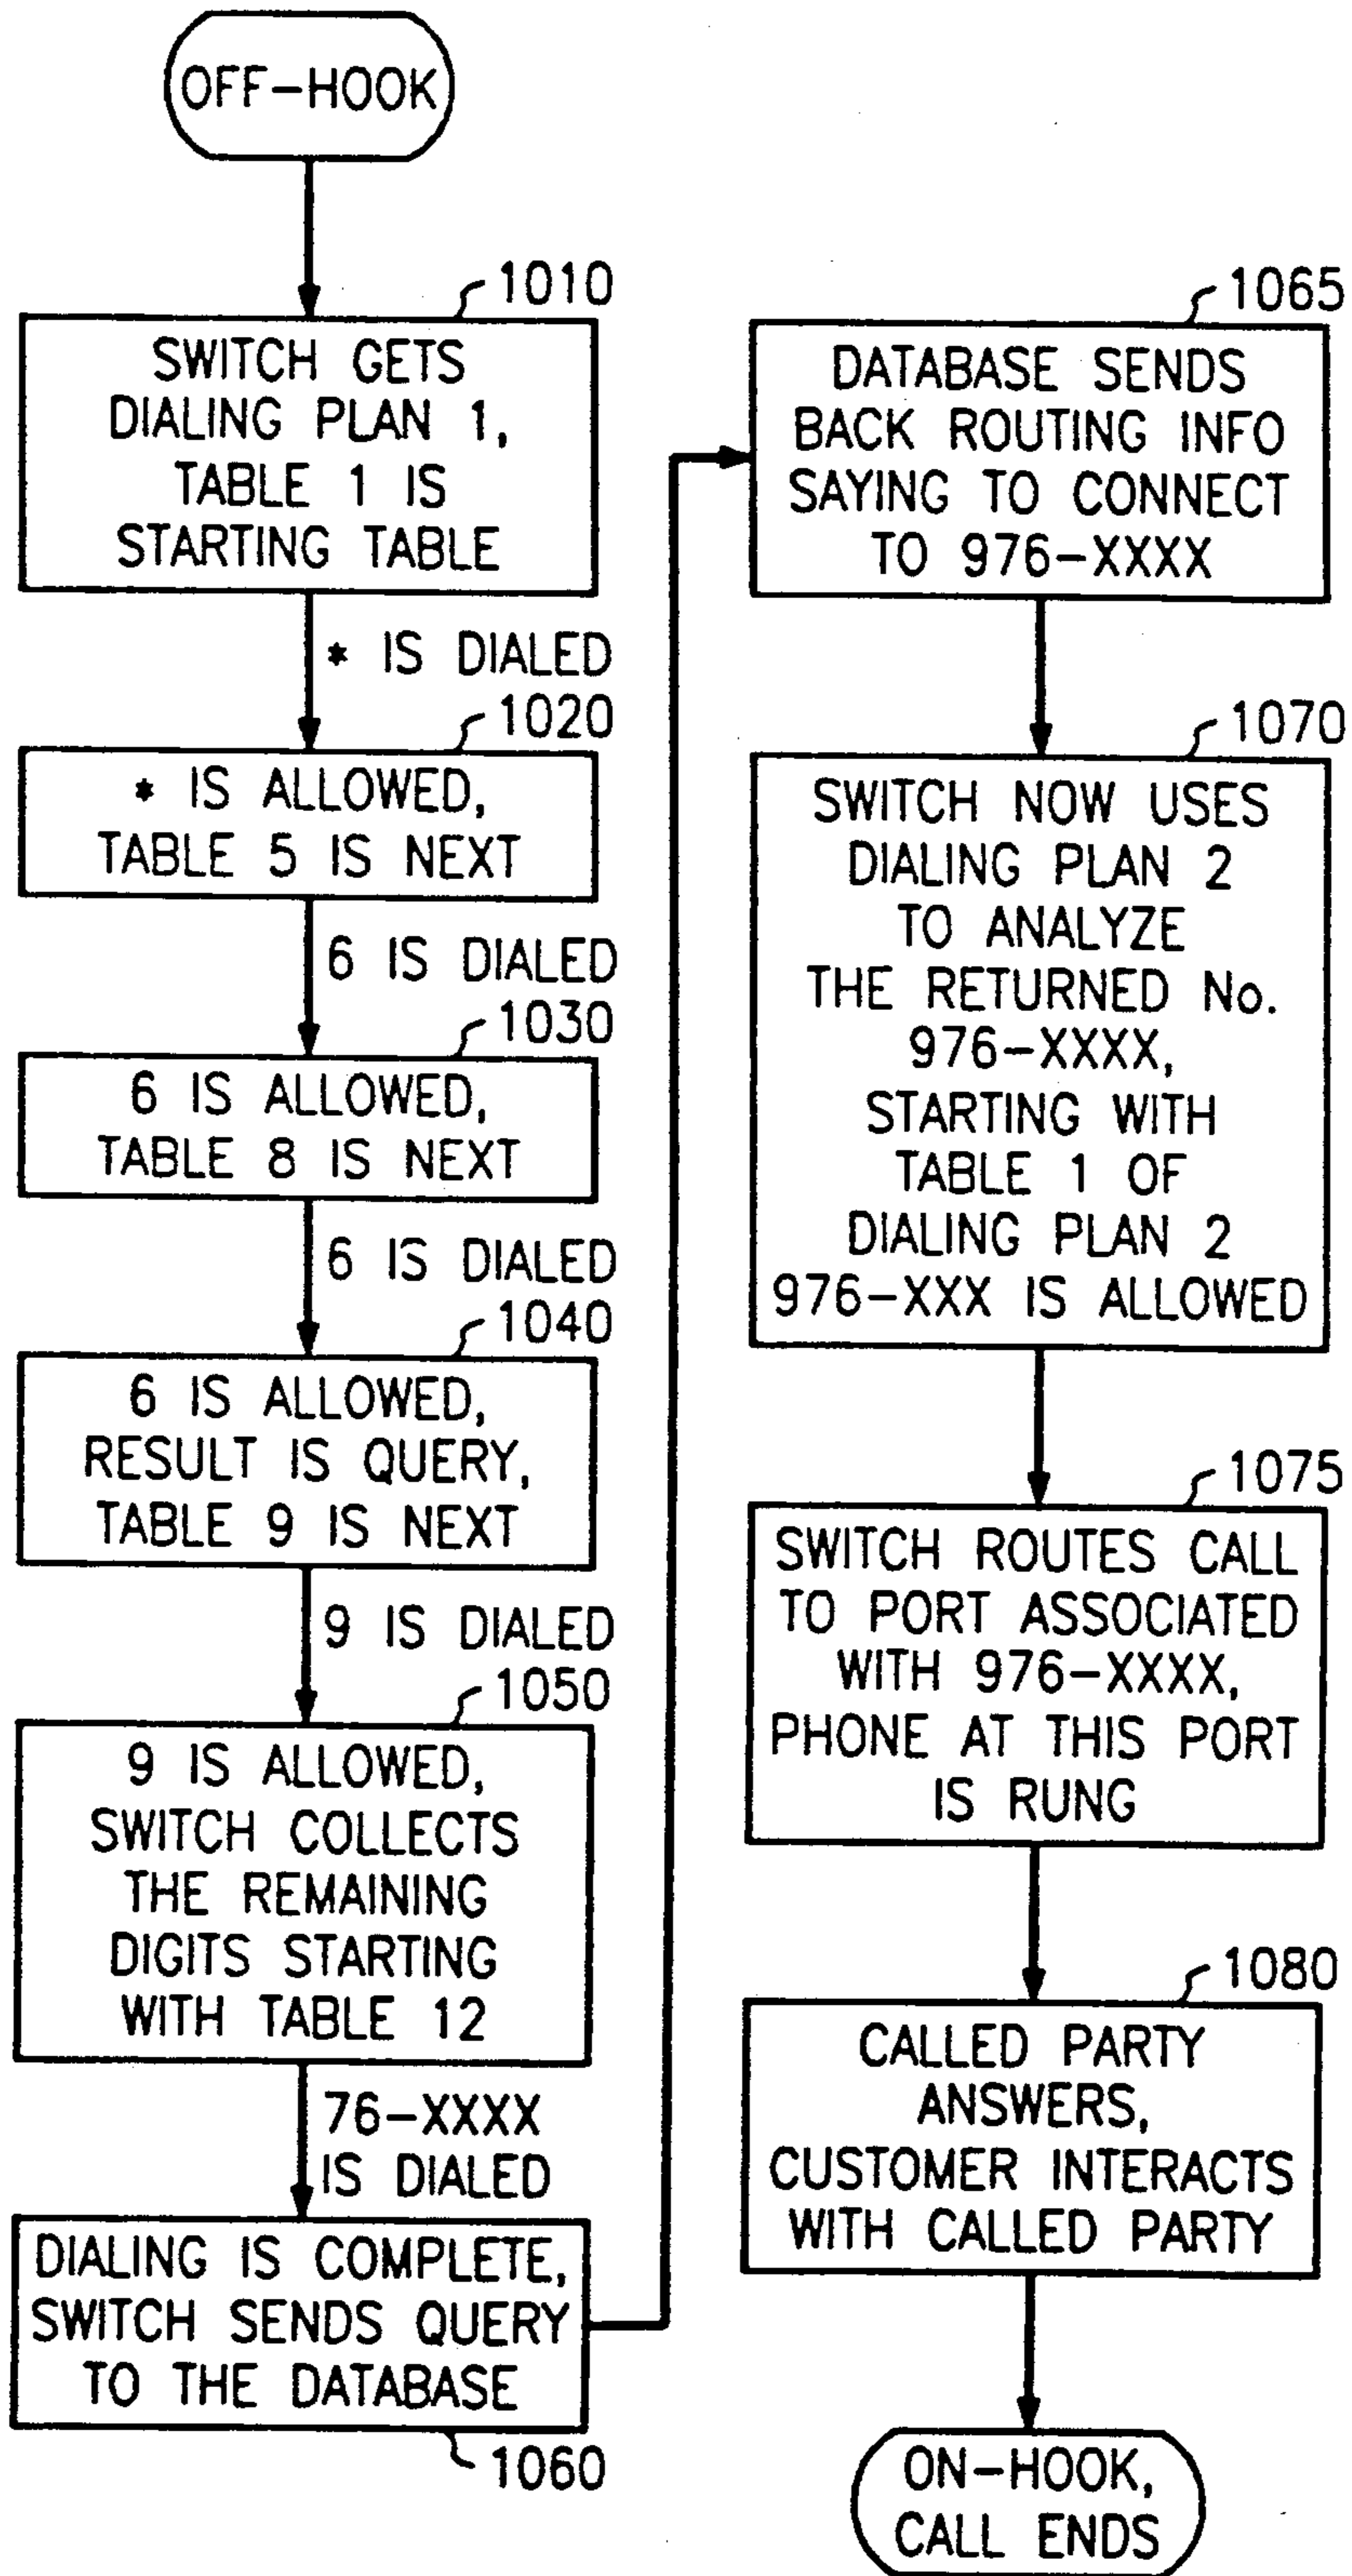 OFF-HOOK
1010
SWITCH GETS
DIALING PLAN 1,
TABLE 1 IS
STARTING TABLE
* IS DIALED
1020
* IS ALLOWED,
TABLE 5 IS NEXT
6 IS DIALED
1030
6 IS ALLOWED,
TABLE 8 IS NEXT
6 IS DIALED
1040
6 IS ALLOWED,
RESULT IS QUERY,
TABLE 9 IS NEXT
9 IS DIALED
1050
9 IS ALLOWED,
SWITCH COLLECTS
THE REMAINING
DIGITS STARTING
WITH TABLE 12
76-XXXX
IS DIALED
DIALING IS COMPLETE,
SWITCH SENDS QUERY
TO THE DATABASE
1060
1065
DATABASE SENDS
BACK ROUTING INFO
SAYING TO CONNECT
TO 976-XXXX
1070
SWITCH NOW USES
DIALING PLAN 2
TO ANALYZE
THE RETURNED No.
976-XXXX,
STARTING WITH
TABLE 1 OF
DIALING PLAN 2
976-XXX IS ALLOWED
1075
SWITCH ROUTES CALL
TO PORT ASSOCIATED
WITH 976-XXXX,
PHONE AT THIS PORT
IS RUNG
1080
CALLED PARTY
ANSWERS,
CUSTOMER INTERACTS
WITH CALLED PARTY
ON-HOOK,
CALL ENDS